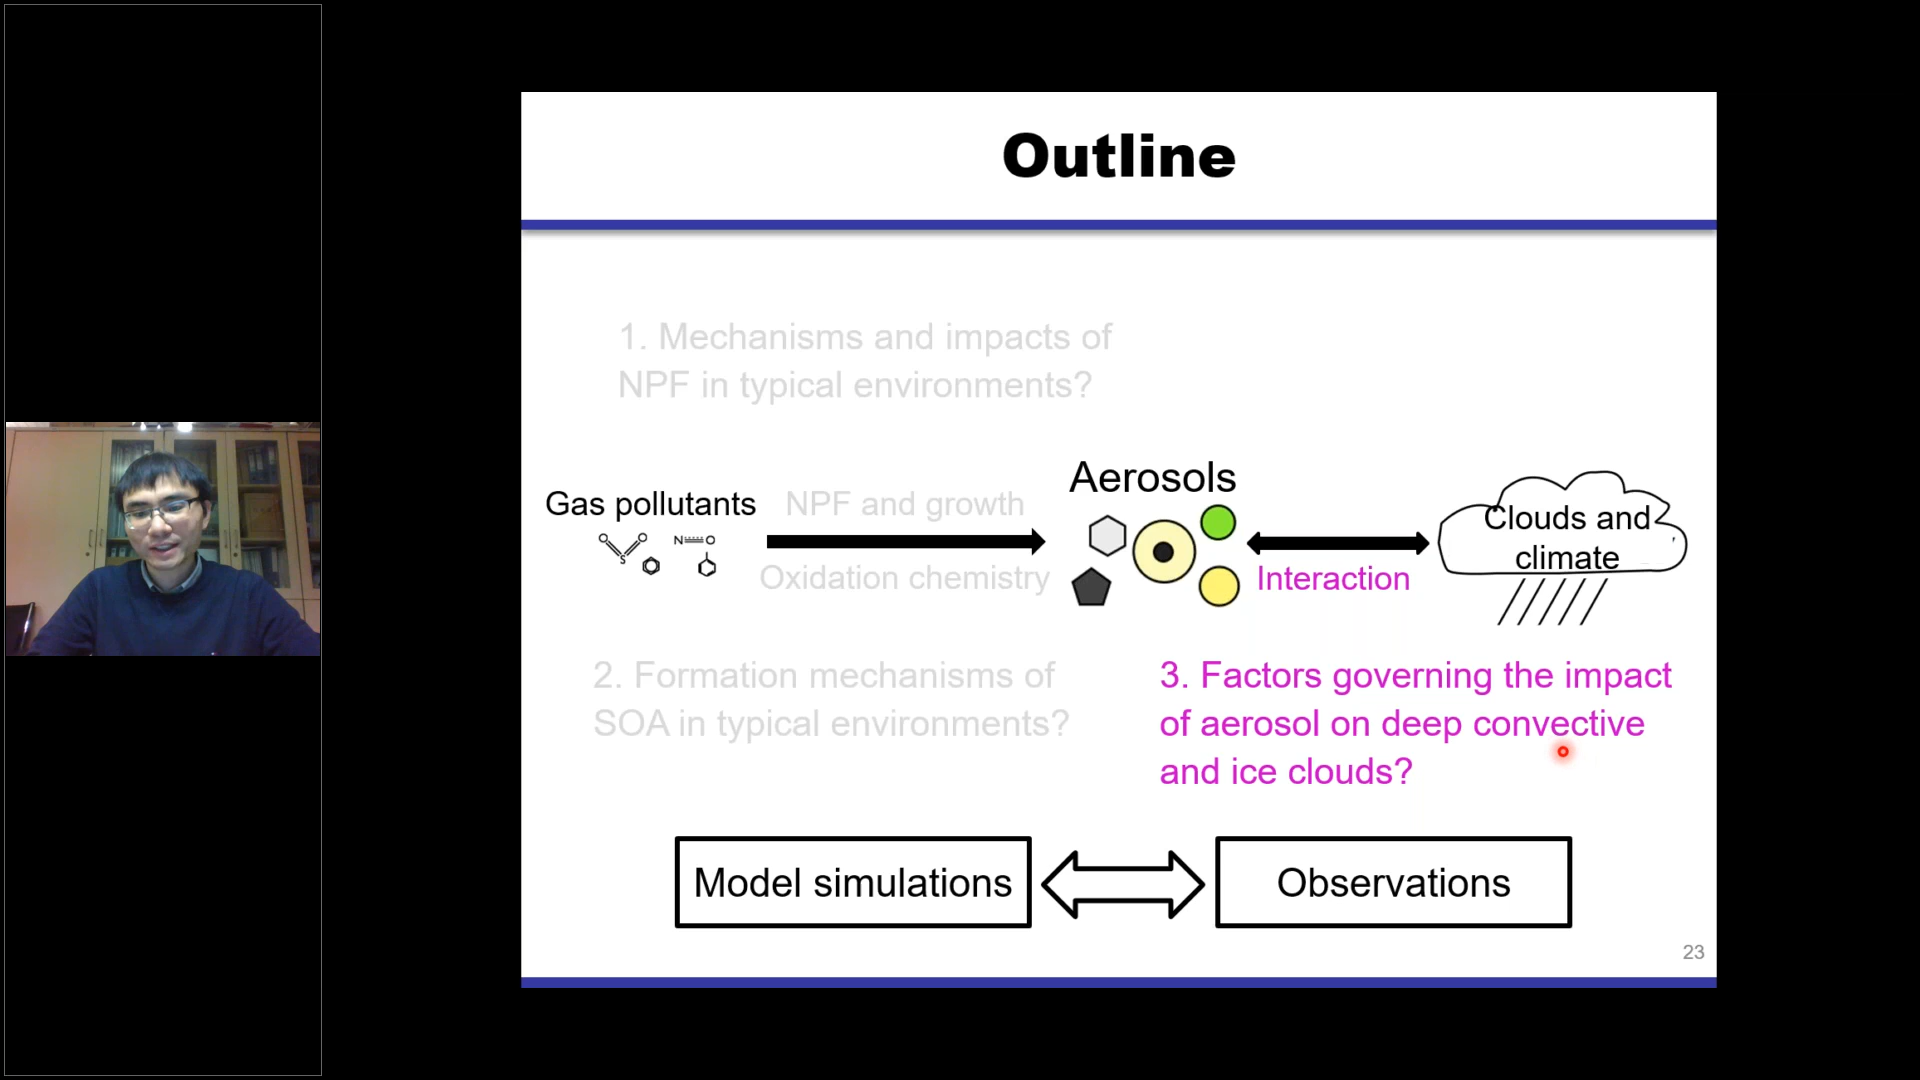 Outline
1. Mechanisms and impacts of
NPF in typical environments?
Aerosols
Gas pollutants
NPF and growth
Clouds and
climate
S
N
O
Oxidation chemistry
Interaction
2. Formation mechanisms of
SOA in typical environments?
3. Factors governing the impact
of aerosol on deep convective
and ice clouds?
Model simulations
Observations
23